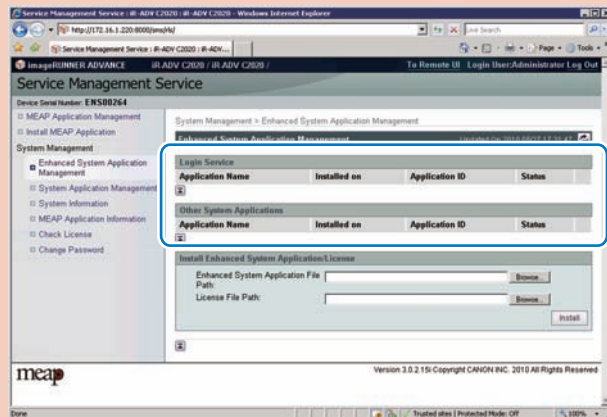 Service Management Service : iR-ADV C2020 : iR-ADV C2020 - Windows Internet Explorer
http://172.16.1.220:8000/sms/
Live Search
Service Management Service : iR-ADV C2020 : iR-ADV...
Page
Tools
imageRUNNER ADVANCE iR-ADV C2020 / iR-ADV C2020 / To Remote UI Login User:Administrator Log Out
Service Management Service
Device Serial Number: ENS00264
MEAP Application Management
Install MEAP Application
System Management
Enhanced System Application Management
System Application Management
System Information
MEAP Application Information
Check License
Change Password
System Management > Enhanced System Application Management
Enhanced System Application Management
Login Service
Application Name Installed on Application ID Status
Other System Applications
Application Name Installed on Application ID Status
Install Enhanced System Application/License
Enhanced System Application File Path: Browse...
License File Path: Browse...
Install
meap
Version 3.0.2.15i Copyright CANON INC. 2010 All Rights Reserved
Done
Trusted sites | Protected Mode: Off
100%